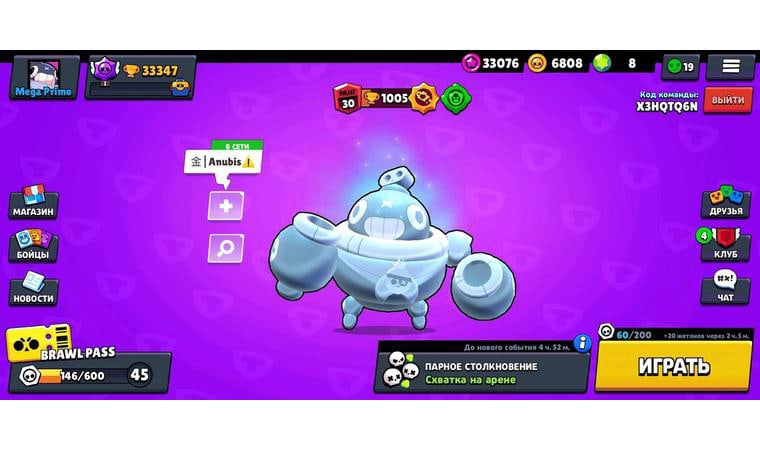 Mega Primo
33347
33076
6808
8
19
Код команды:
X3HQTQ6N
ВЫЙТИ
РАНГ
30
1005
В СЕТИ
金 | Anubis⚠️
МАГАЗИН
БОЙЦЫ
НОВОСТИ
ДРУЗЬЯ
4
КЛУБ
#×!
ЧАТ
BRAWL PASS
146/600
45
До нового события 4 ч. 52 м.
i
ПАРНОЕ СТОЛКНОВЕНИЕ
Схватка на арене
60/200
+20 жетонов через 2 ч. 5 м.
ИГРАТЬ